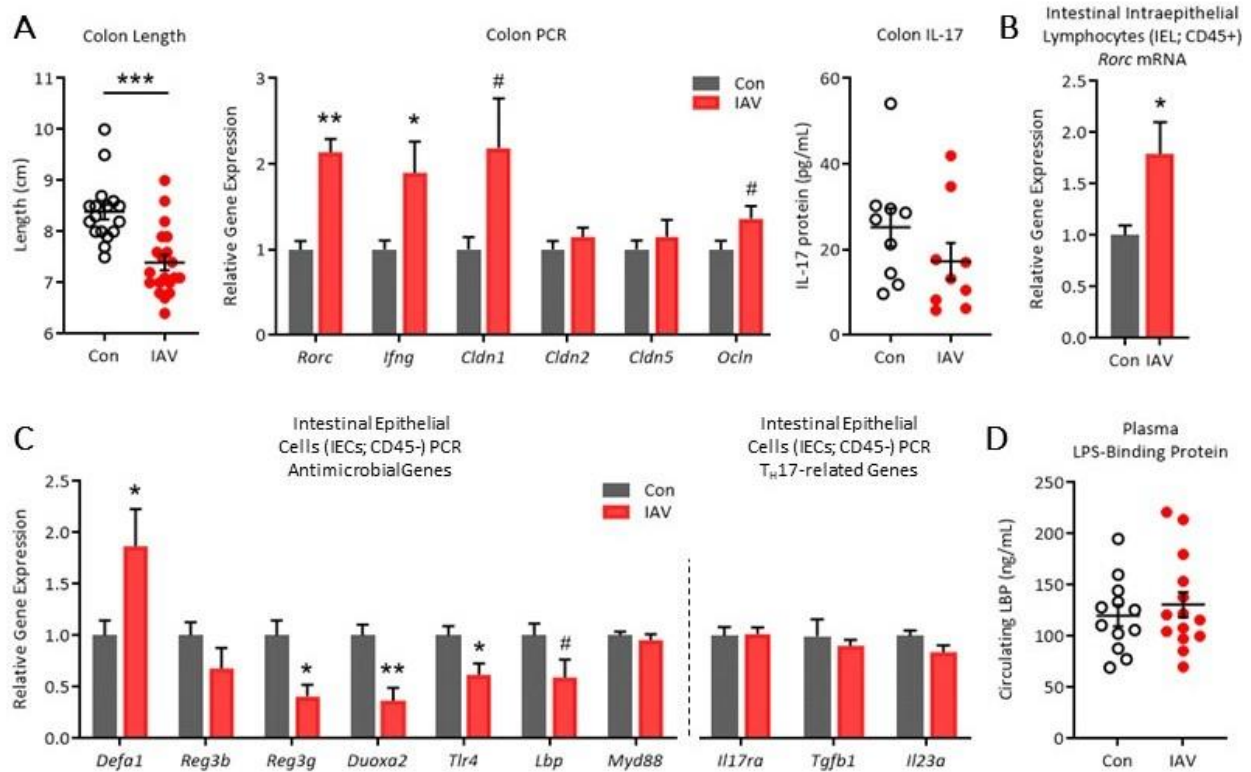 A
Colon Length
***
Length (cm)
11
10
9
8
7
6
Con
IAV
Colon PCR
Relative Gene Expression
3
2
1
0
Con
IAV
**
*
#
#
Rorc
Ifng
Cldn1
Cldn2
Cldn5
Ocln
Colon IL-17
IL-17 protein (pg/mL)
60
40
20
0
Con
IAV
B
Intestinal Intraepithelial
Lymphocytes (IEL; CD45+)
Rorc mRNA
Relative Gene Expression
2.5
2.0
1.5
1.0
0.5
0.0
*
Con
IAV
C
Intestinal Epithelial
Cells (IECs; CD45-) PCR
AntimicrobialGenes
Relative Gene Expression
2.5
2.0
1.5
1.0
0.5
0.0
Con
IAV
*
*
**
*
#
Defa1
Reg3b
Reg3g
Duoxa2
Tlr4
Lbp
Myd88
Intestinal Epithelial
Cells (IECs; CD45-) PCR
TH17-related Genes
Il17ra
Tgfb1
Il23a
D
Plasma
LPS-Binding Protein
Circulating LBP (ng/mL)
250
200
150
100
50
0
Con
IAV